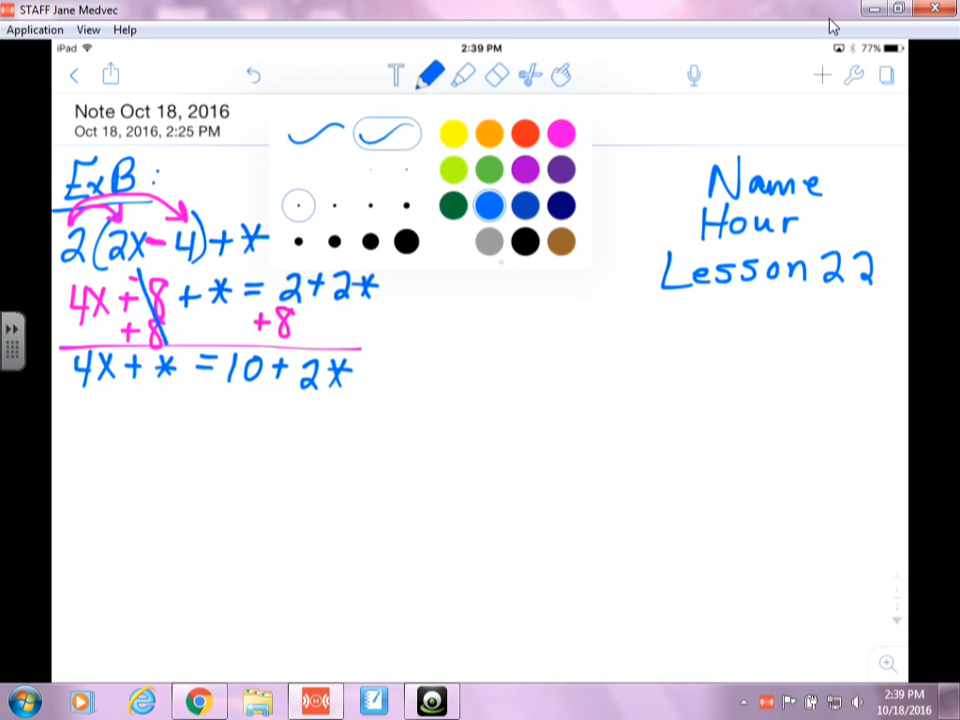 STAFF Jane Medvec
Application View Help
iPad 2:39 PM 77%
T
Note Oct 18, 2016
Oct 18, 2016, 2:25 PM
Ex B :
2(2x-4)+*
4x+-8+*=2+2*
+8 +8
4x+*=10+2*
Name
Hour
Lesson 22
2:39 PM
10/18/2016